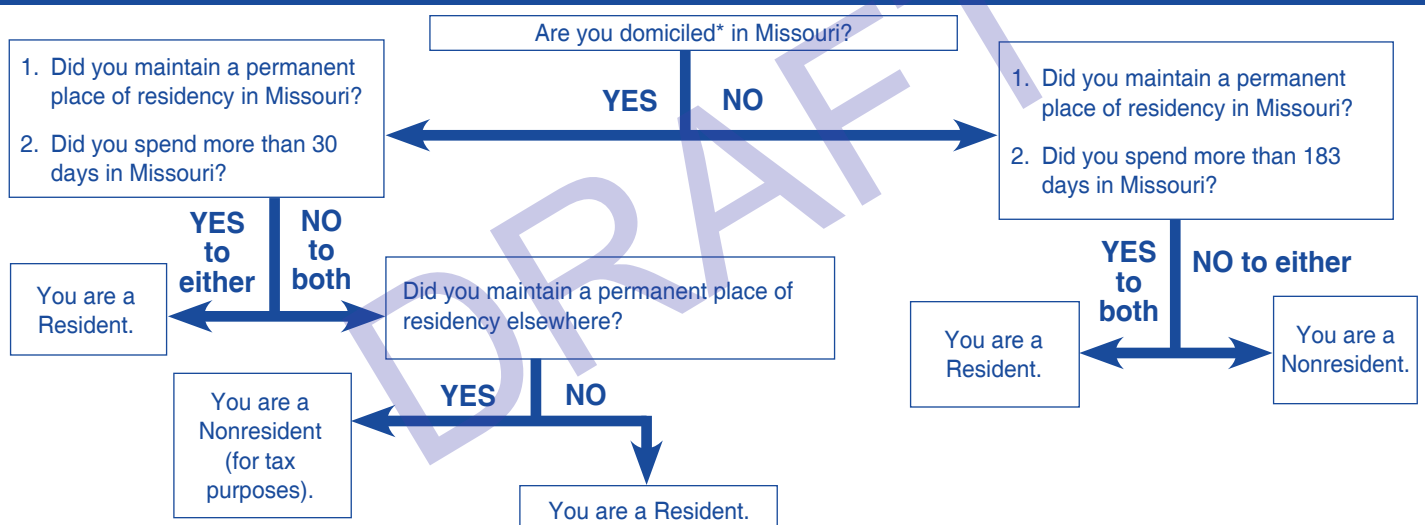 Are you domiciled* in Missouri?
1. Did you maintain a permanent
place of residency in Missouri?
2. Did you spend more than 30
days in Missouri?
YES
NO
1. Did you maintain a permanent
place of residency in Missouri?
2. Did you spend more than 183
days in Missouri?
YES
to
either
NO
to
both
YES
to
both
NO to either
You are a
Resident.
Did you maintain a permanent place of
residency elsewhere?
You are a
Resident.
You are a
Nonresident.
YES
NO
You are a
Nonresident
(for tax
purposes).
You are a Resident.
DRAFT